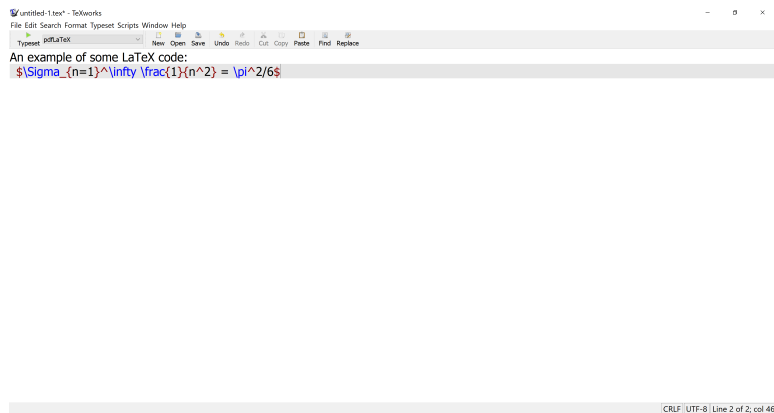 untitled-1.tex* - TeXworks
File Edit Search Format Typeset Scripts Window Help
Typeset pdfLaTeX New Open Save Undo Redo Cut Copy Paste Find Replace
An example of some LaTeX code:
$\Sigma_{n=1}^\infty \frac{1}{n^2} = \pi^2/6$
CRLF UTF-8 Line 2 of 2; col 46